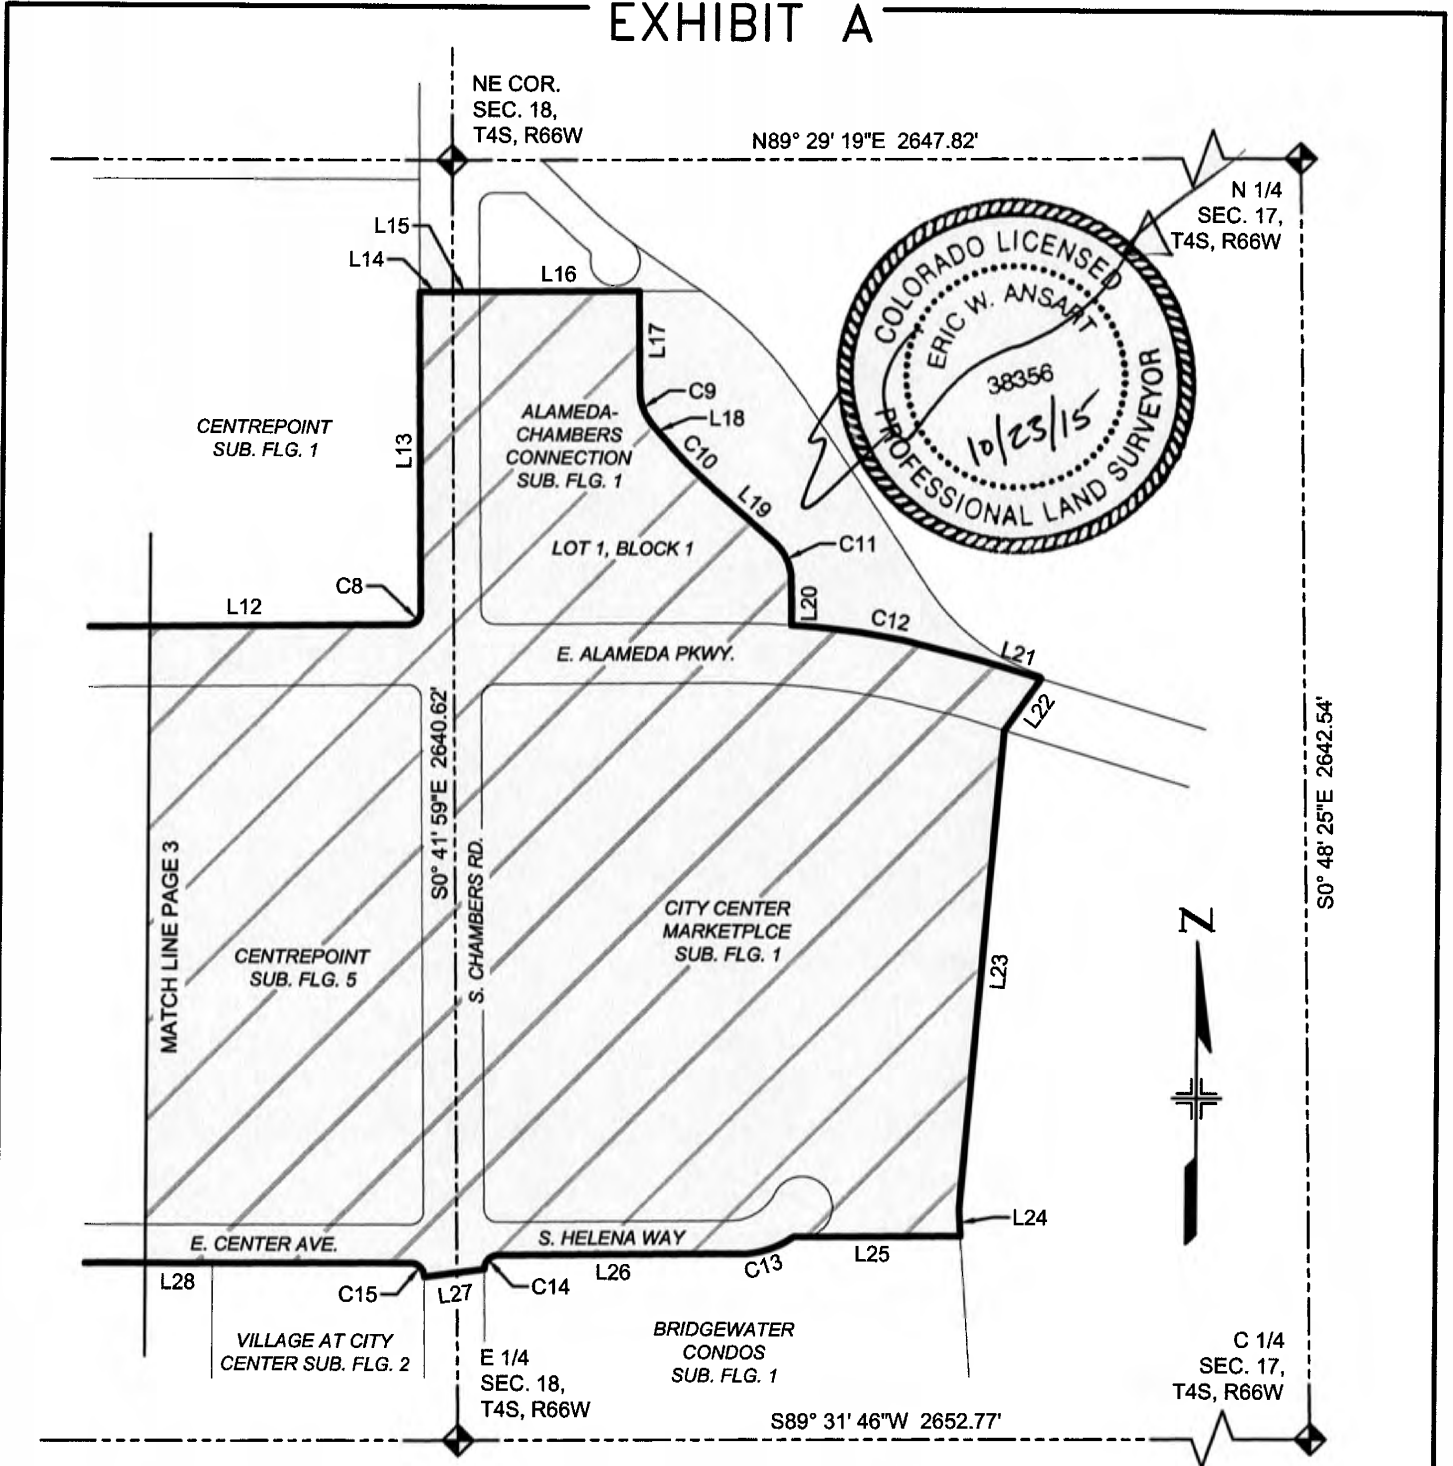 EXHIBIT A
NE COR.
SEC. 18,
T4S, R66W
N89° 29' 19"E 2647.82'
N 1/4
SEC. 17,
T4S, R66W
L15
L14
L16
COLORADO LICENSED
PROFESSIONAL LAND SURVEYOR
ERIC W. ANSART
38356
10/23/15
L17
C9
L18
C10
L19
C11
L20
C12
L21
L22
CENTREPOINT
SUB. FLG. 1
L13
ALAMEDA-
CHAMBERS
CONNECTION
SUB. FLG. 1
LOT 1, BLOCK 1
C8
L12
E. ALAMEDA PKWY.
S0° 41' 59"E 2640.62'
S0° 48' 25"E 2642.54'
MATCH LINE PAGE 3
S. CHAMBERS RD.
CITY CENTER
MARKETPLCE
SUB. FLG. 1
CENTREPOINT
SUB. FLG. 5
L23
N
L24
E. CENTER AVE.
S. HELENA WAY
L25
L28
C15
L27
C14
L26
C13
VILLAGE AT CITY
CENTER SUB. FLG. 2
BRIDGEWATER
CONDOS
SUB. FLG. 1
E 1/4
SEC. 18,
T4S, R66W
C 1/4
SEC. 17,
T4S, R66W
S89° 31' 46"W 2652.77'